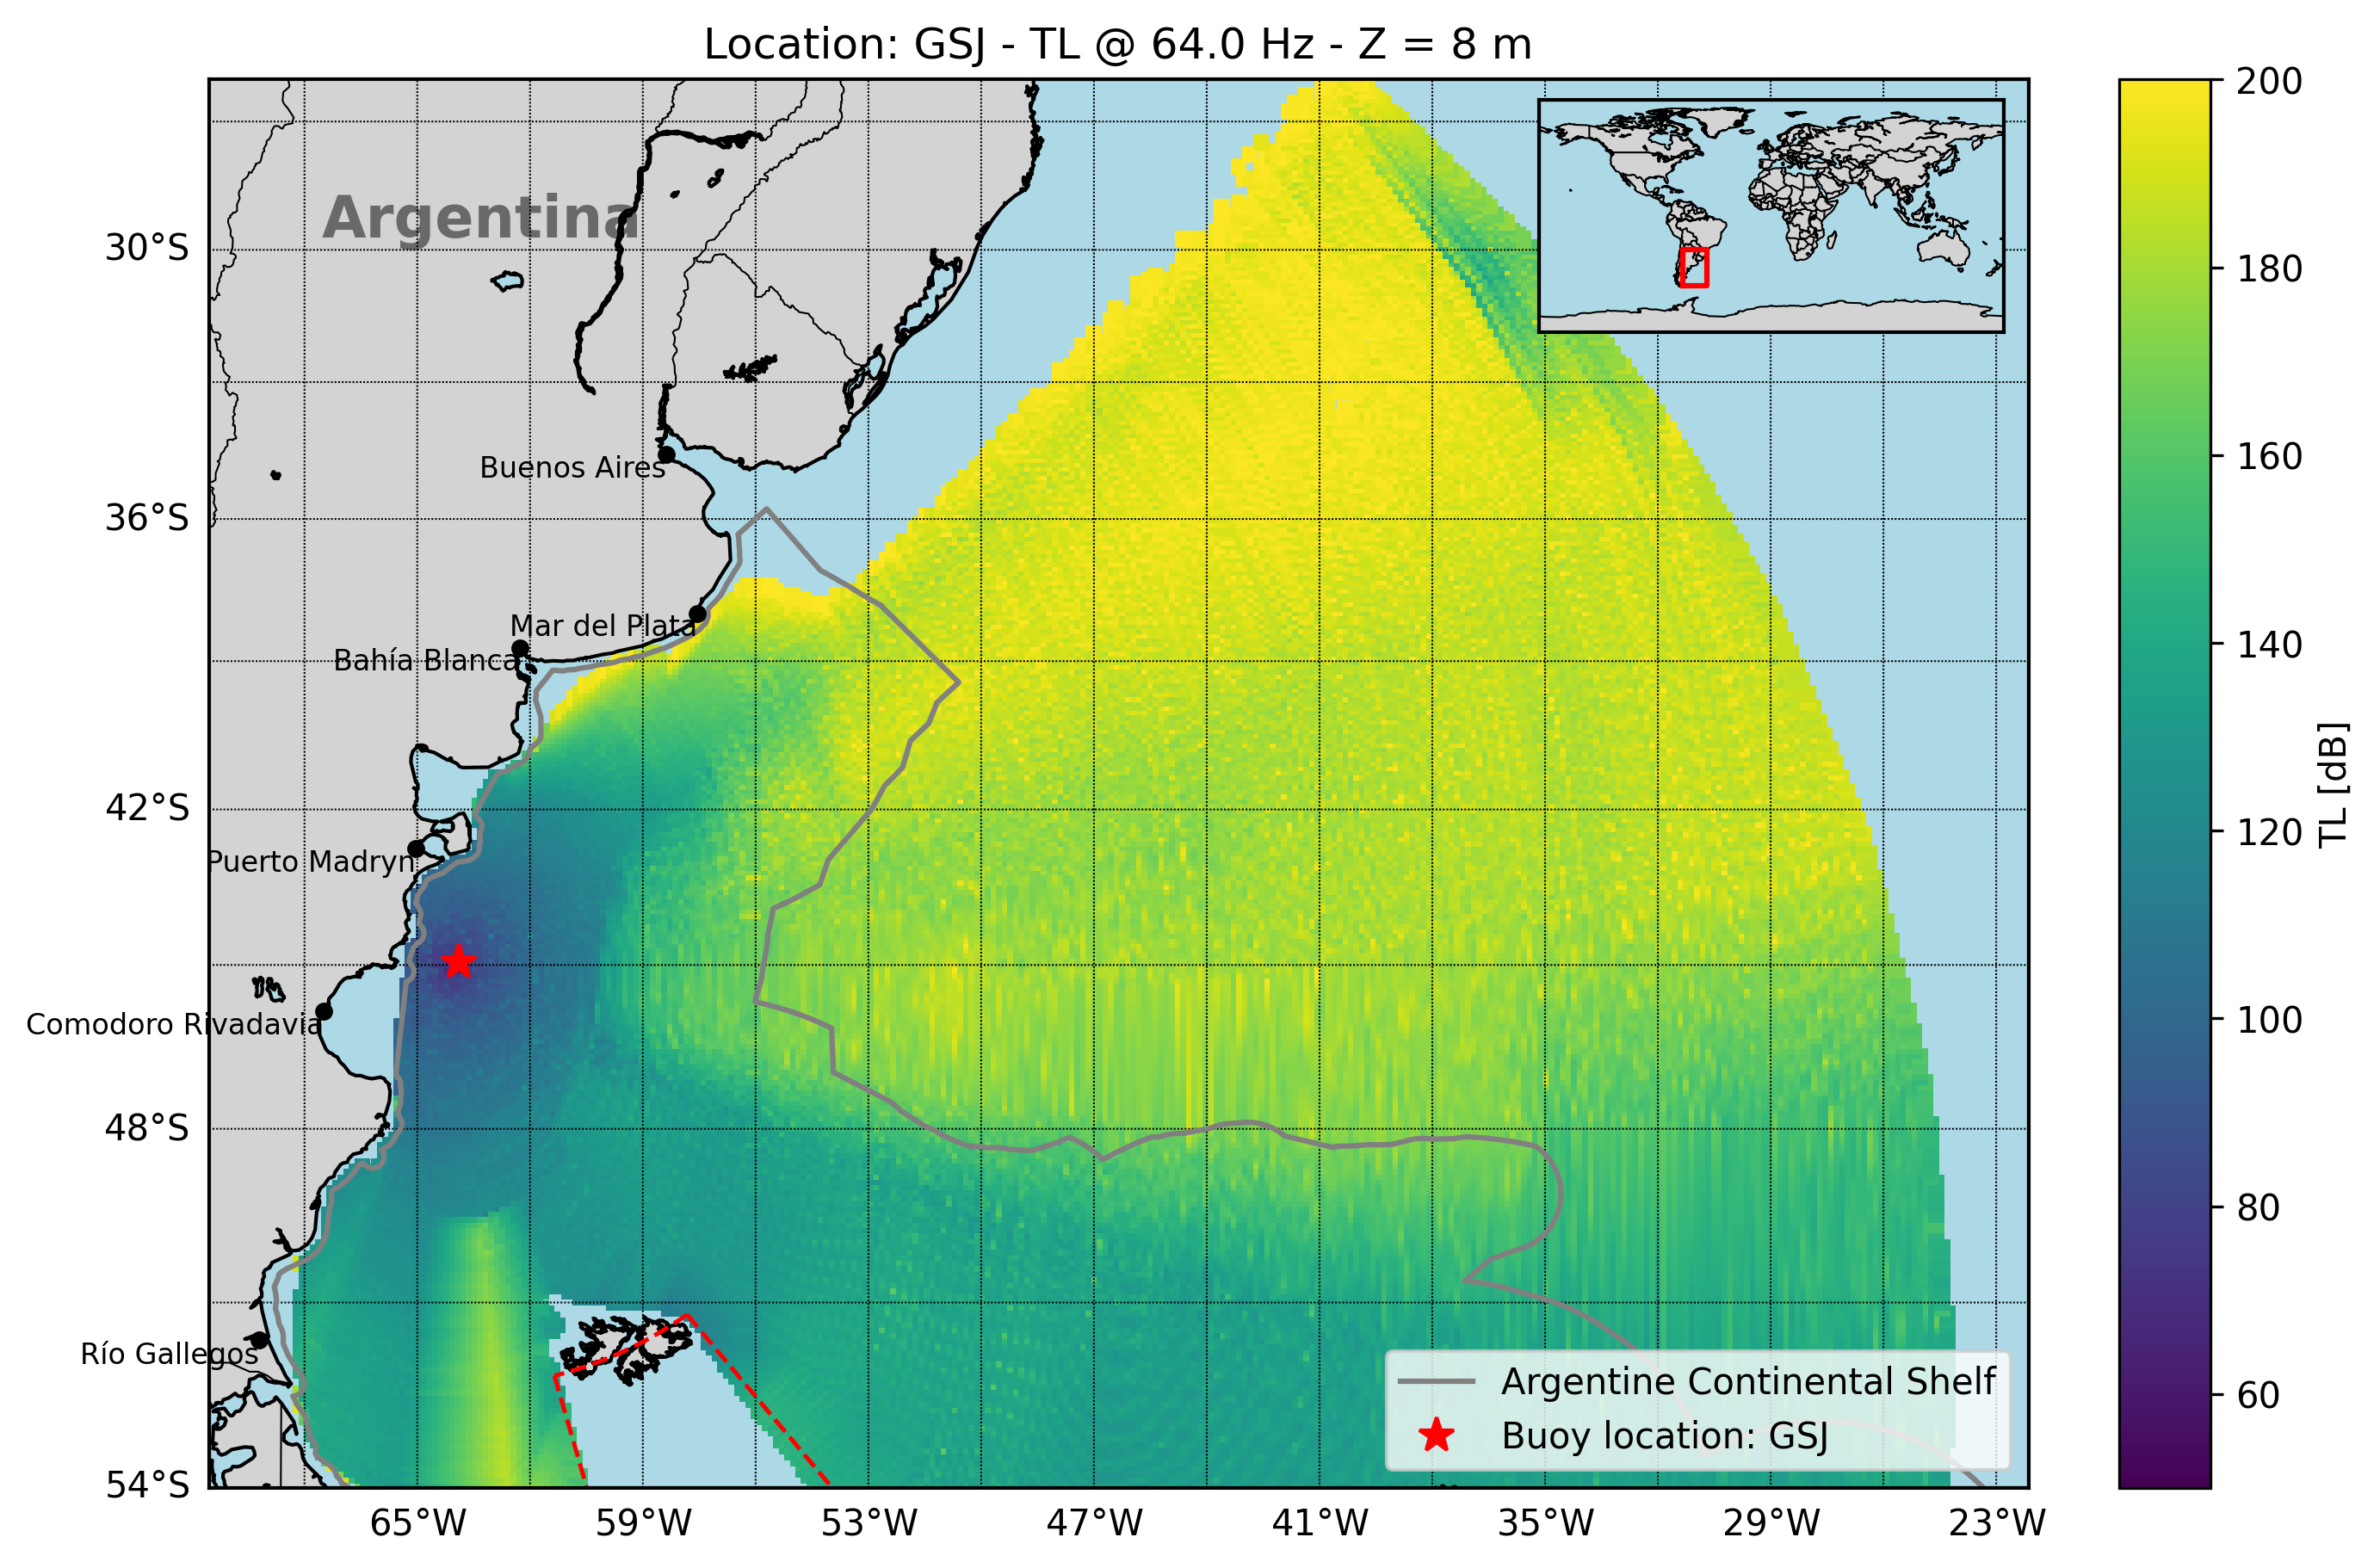 Location: GSJ - TL @ 64.0 Hz - Z = 8 m
Argentina
30°S
Buenos Aires
36°S
Mar del Plata
Bahía Blanca
42°S
Puerto Madryn
Comodoro Rivadavia
48°S
Río Gallegos
54°S
65°W
59°W
53°W
47°W
41°W
35°W
29°W
23°W
Argentine Continental Shelf
Buoy location: GSJ
200
180
160
140
120
100
80
60
TL [dB]